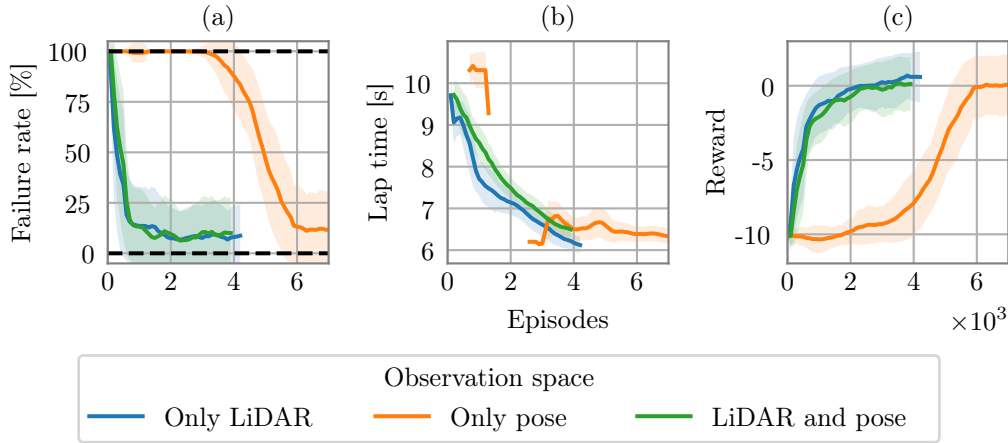 (a) (b) (c)
Failure rate [%]
100
75
50
25
0
0 2 4 6
Lap time [s]
10
9
8
7
6
0 2 4 6
Episodes
Reward
0
-5
-10
0 2 4 6
×10³
Observation space
Only LiDAR Only pose LiDAR and pose